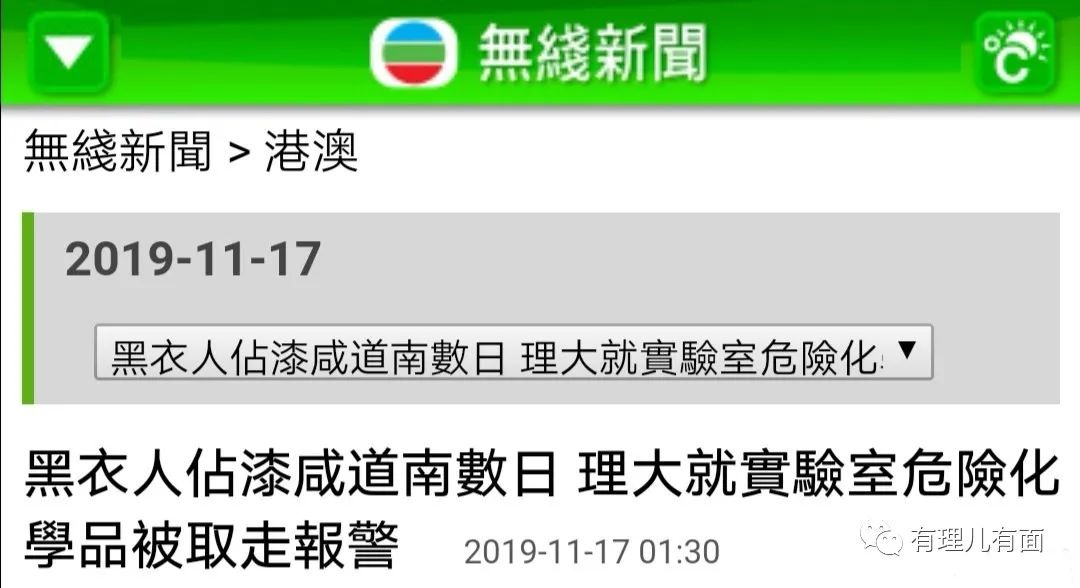 無綫新聞
°C
無綫新聞 > 港澳
2019-11-17
黑衣人佔漆咸道南數日 理大就實驗室危險化
黑衣人佔漆咸道南數日 理大就實驗室危險化
學品被取走報警 2019-11-17 01:30
有理儿有面